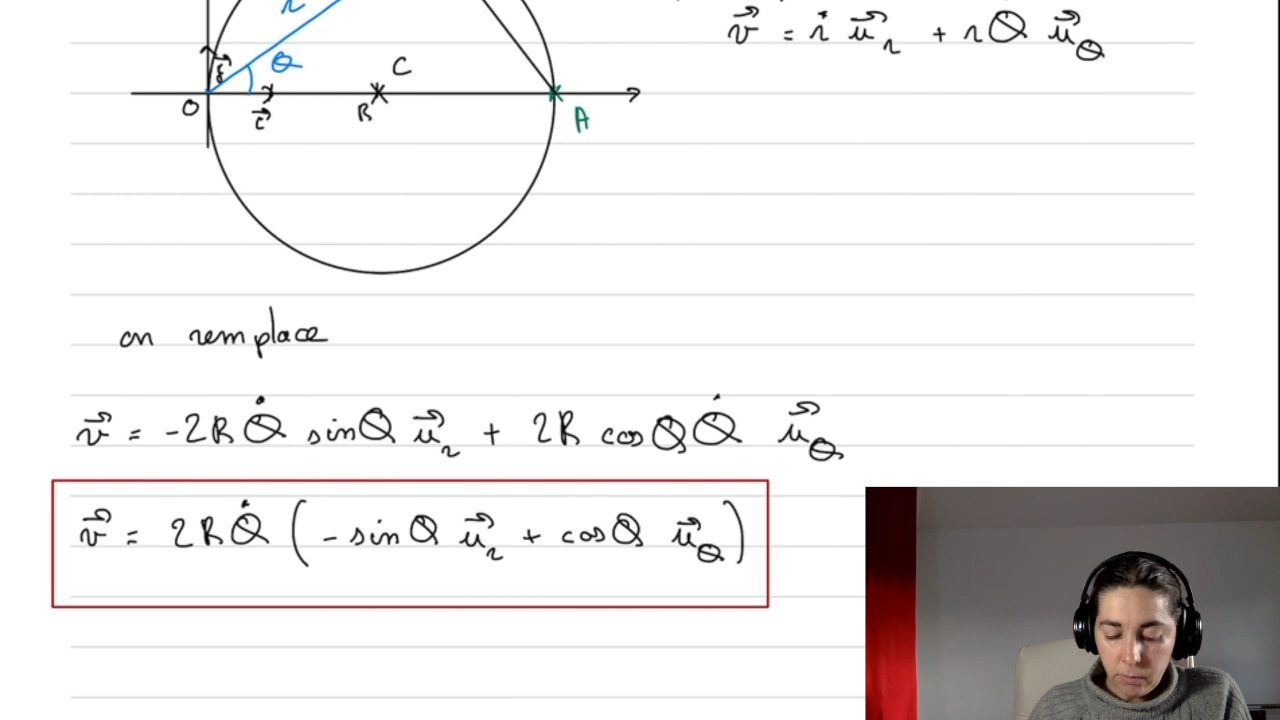 r
v⃗ = ṙ u⃗r + rθ̇ u⃗θ
θ
j⃗
C
O
i⃗
R
A
on remplace
v⃗ = -2Rθ̇ sinθ u⃗r + 2R cosθ θ̇ u⃗θ
v⃗ = 2Rθ̇ ( - sinθ u⃗r + cosθ u⃗θ )